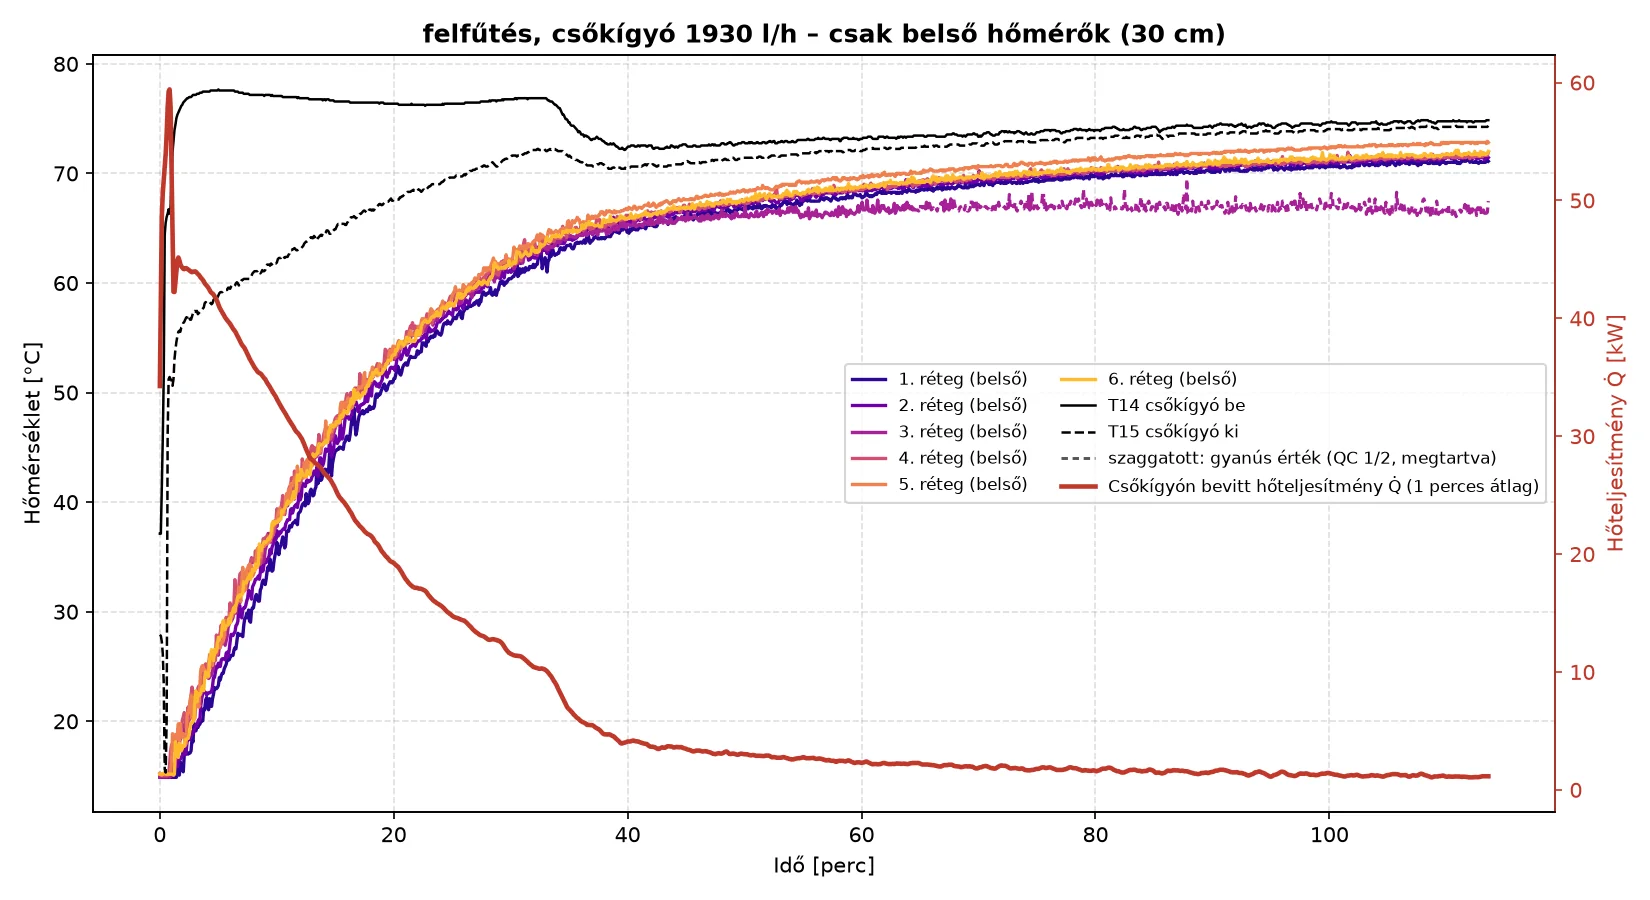 felfűtés, csőkígyó 1930 l/h – csak belső hőmérők (30 cm)
80
70
60
50
40
30
20
Hőmérséklet [°C]
60
50
40
30
20
10
0
Hőteljesítmény Q̇ [kW]
1. réteg (belső)
2. réteg (belső)
3. réteg (belső)
4. réteg (belső)
5. réteg (belső)
6. réteg (belső)
T14 csőkígyó be
T15 csőkígyó ki
szaggatott: gyanús érték (QC 1/2, megtartva)
Csőkígyón bevitt hőteljesítmény Q̇ (1 perces átlag)
0 20 40 60 80 100
Idő [perc]